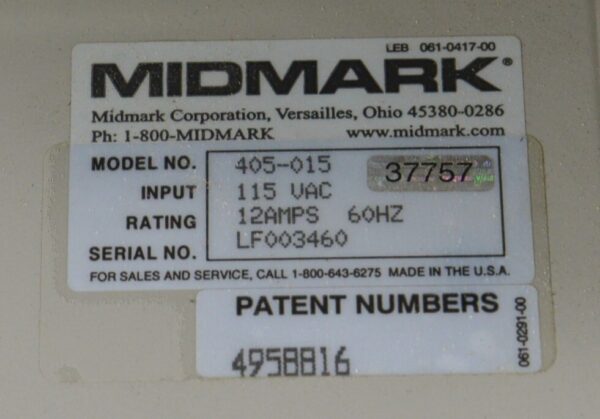 LEB 061-0417-00
MIDMARK®
Midmark Corporation, Versailles, Ohio 45380-0286
Ph: 1-800-MIDMARK www.midmark.com
MODEL NO. 405-015 37757
INPUT 115 VAC
RATING 12AMPS 60HZ
SERIAL NO. LF003460
FOR SALES AND SERVICE, CALL 1-800-643-6275 MADE IN THE U.S.A.
PATENT NUMBERS
4958816
061-0291-00